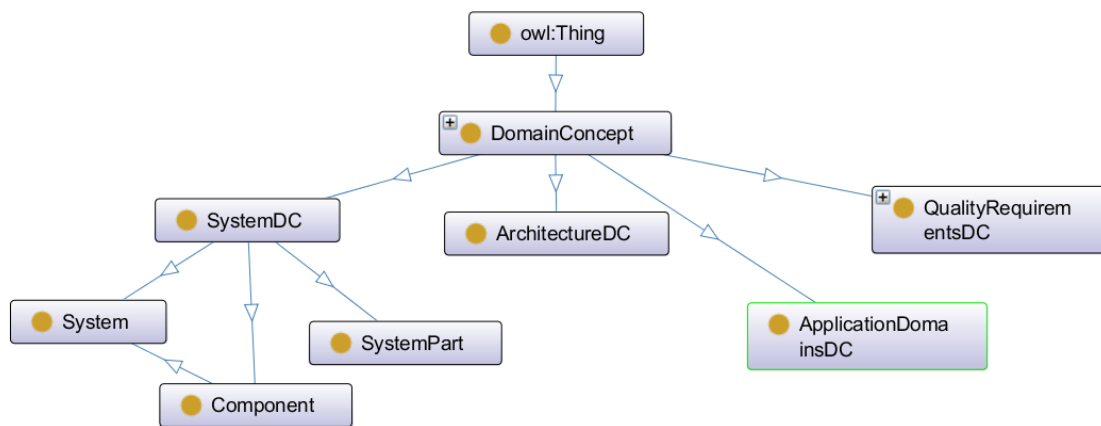 owl:Thing
DomainConcept
SystemDC
ArchitectureDC
QualityRequirem
entsDC
System
SystemPart
ApplicationDoma
insDC
Component